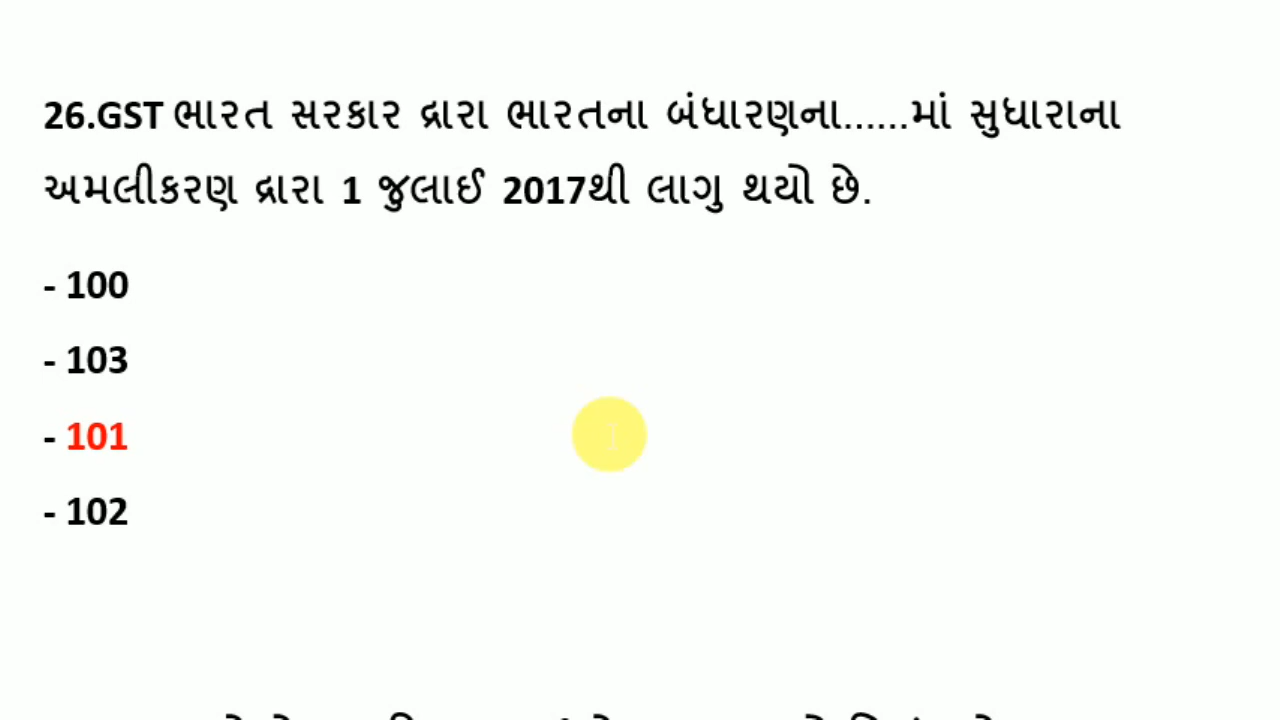 26.GST ભારત સરકાર દ્રારા ભારતના બંધારણના......માં સુધારાના
અમલીકરણ દ્રારા 1 જુલાઈ 2017થી લાગુ થયો છે.
- 100
- 103
- 101
- 102